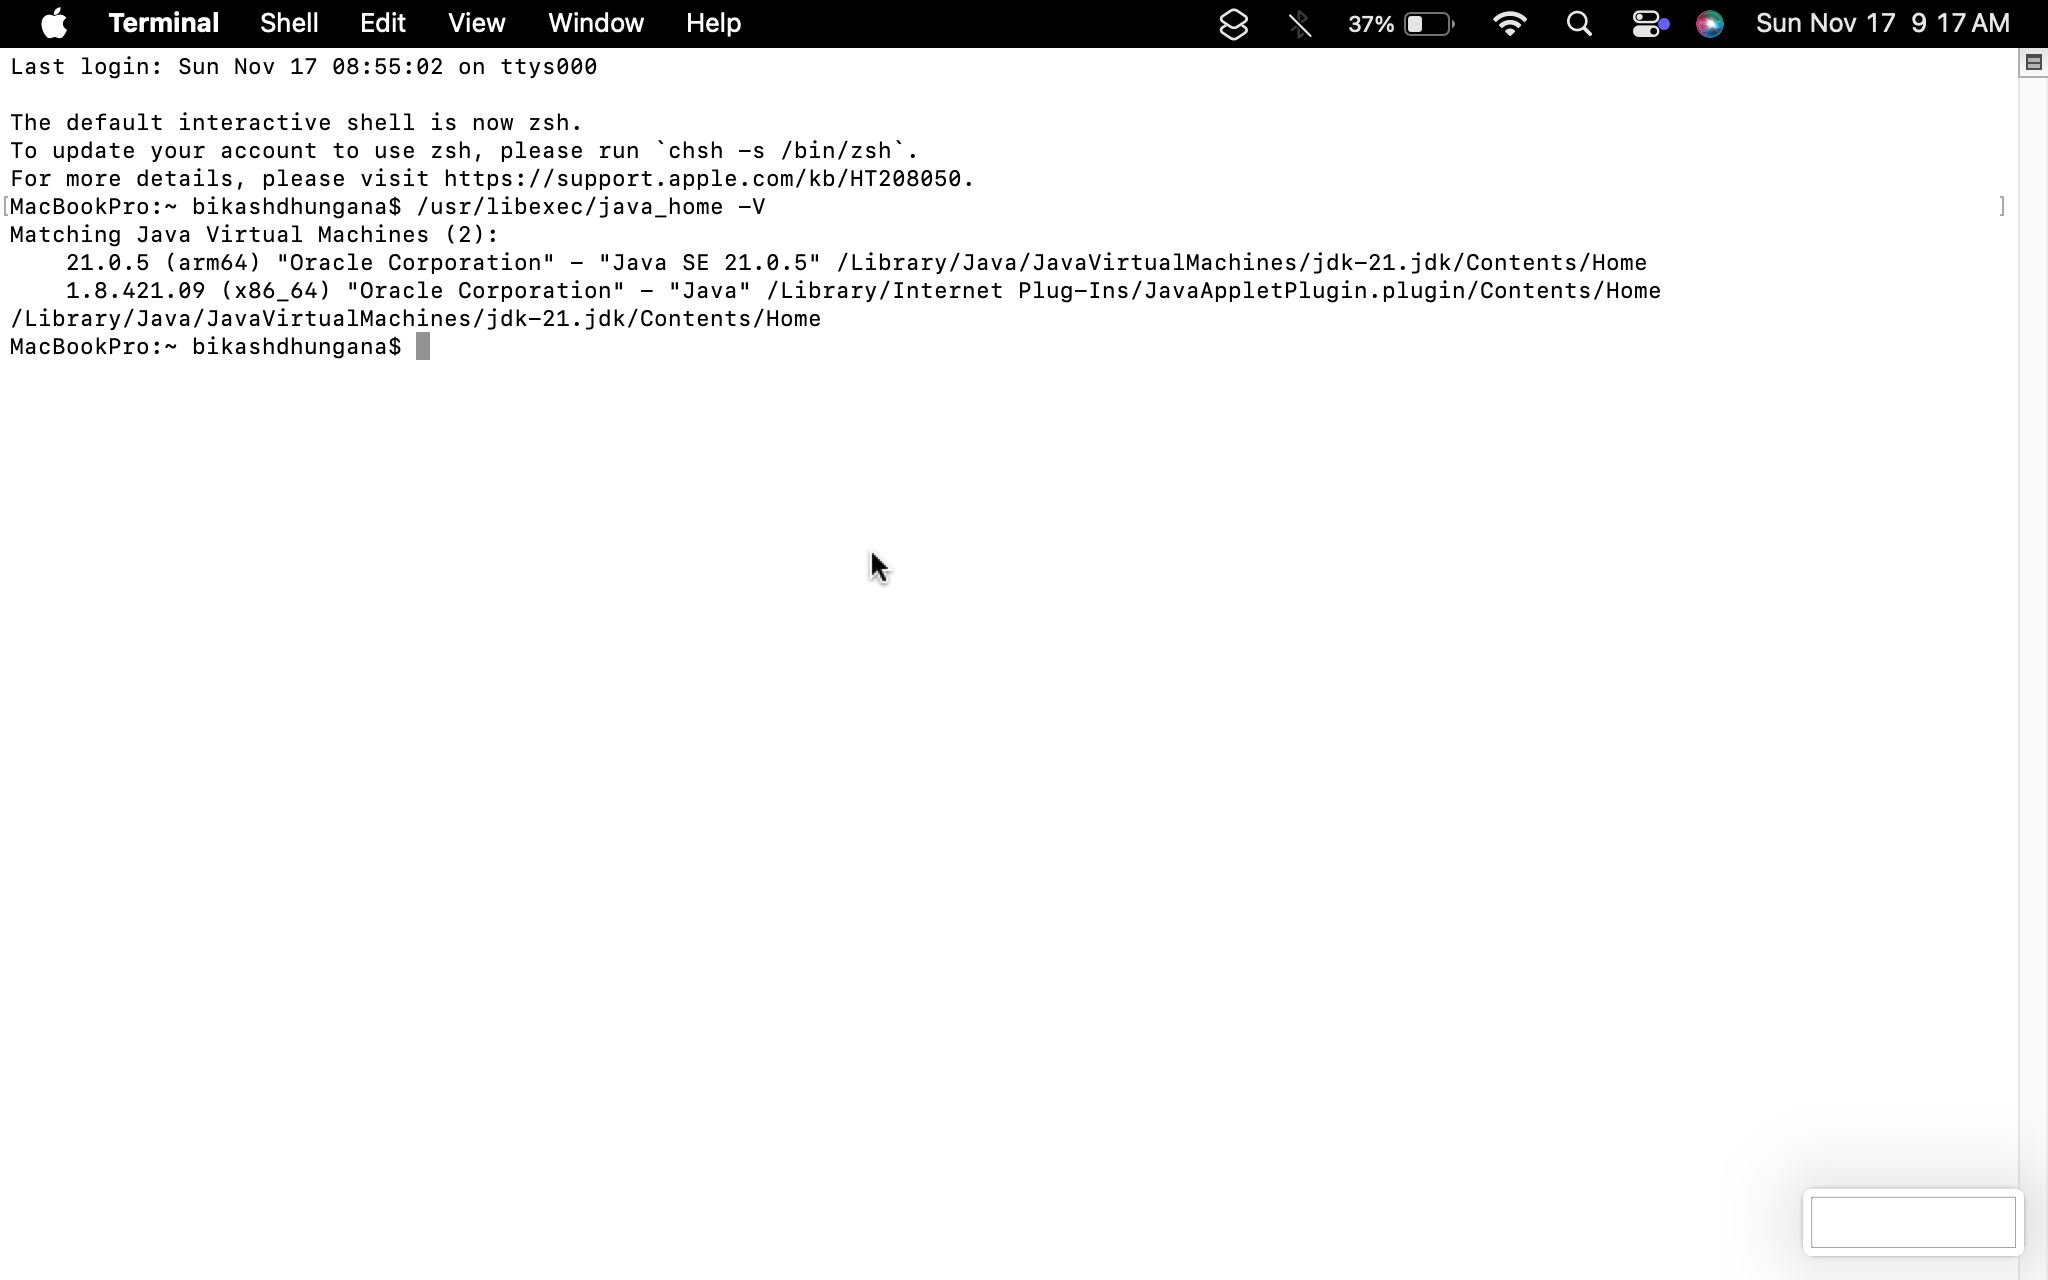 Terminal Shell Edit View Window Help 37% Sun Nov 17 9 17 AM
Last login: Sun Nov 17 08:55:02 on ttys000
The default interactive shell is now zsh.
To update your account to use zsh, please run `chsh -s /bin/zsh`.
For more details, please visit https://support.apple.com/kb/HT208050.
[MacBookPro:~ bikashdhungana$ /usr/libexec/java_home -V ]
Matching Java Virtual Machines (2):
    21.0.5 (arm64) "Oracle Corporation" - "Java SE 21.0.5" /Library/Java/JavaVirtualMachines/jdk-21.jdk/Contents/Home
    1.8.421.09 (x86_64) "Oracle Corporation" - "Java" /Library/Internet Plug-Ins/JavaAppletPlugin.plugin/Contents/Home
/Library/Java/JavaVirtualMachines/jdk-21.jdk/Contents/Home
MacBookPro:~ bikashdhungana$